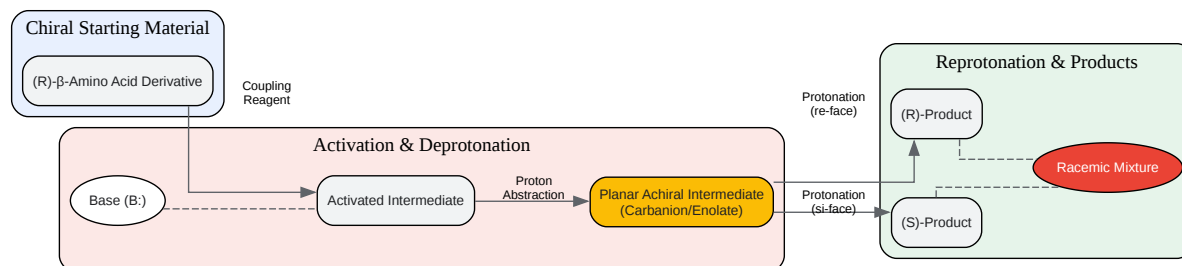 Chiral Starting Material
(R)-β-Amino Acid Derivative
Coupling
Reagent
Activation & Deprotonation
Base (B:)
Activated Intermediate
Proton
Abstraction
Planar Achiral Intermediate
(Carbanion/Enolate)
Protonation
(re-face)
Protonation
(si-face)
Reprotonation & Products
(R)-Product
Racemic Mixture
(S)-Product